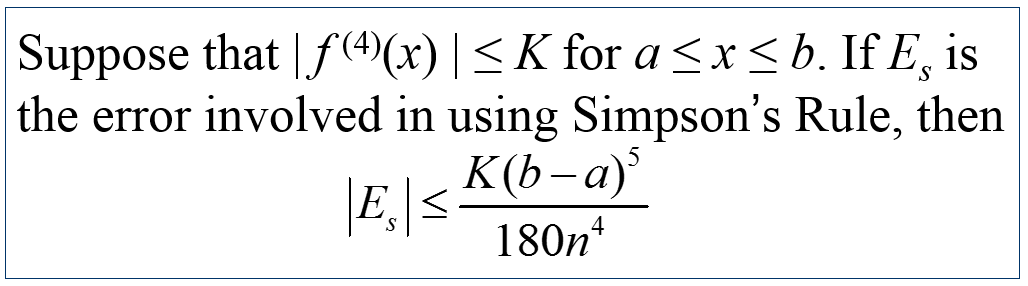 Suppose that | f⁽⁴⁾(x) | ≤ K for a ≤ x ≤ b. If Eₛ is
the error involved in using Simpson’s Rule, then
|Eₛ| ≤ K(b – a)⁵ / 180n⁴